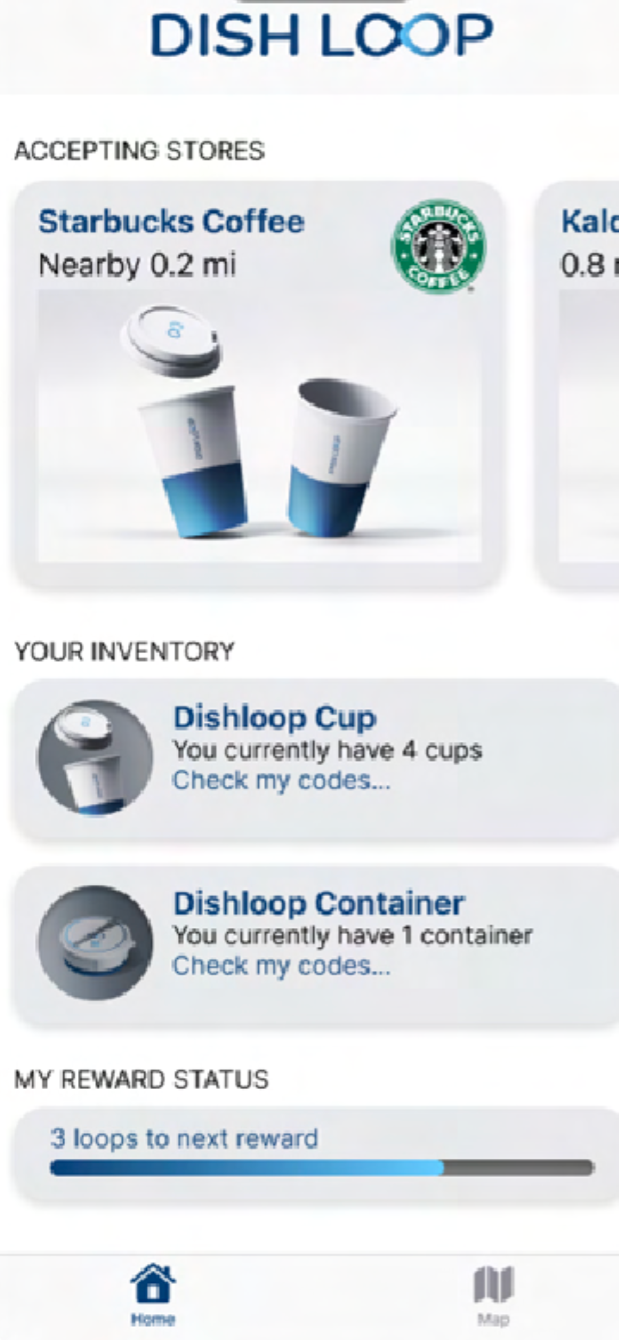 DISH LOOP
ACCEPTING STORES
Starbucks Coffee
Nearby 0.2 mi
STARBUCKS
COFFEE
0.8
YOUR INVENTORY
Dishloop Cup
You currently have 4 cups
Check my codes...
Dishloop Container
You currently have 1 container
Check my codes...
MY REWARD STATUS
3 loops to next reward
Home
Map